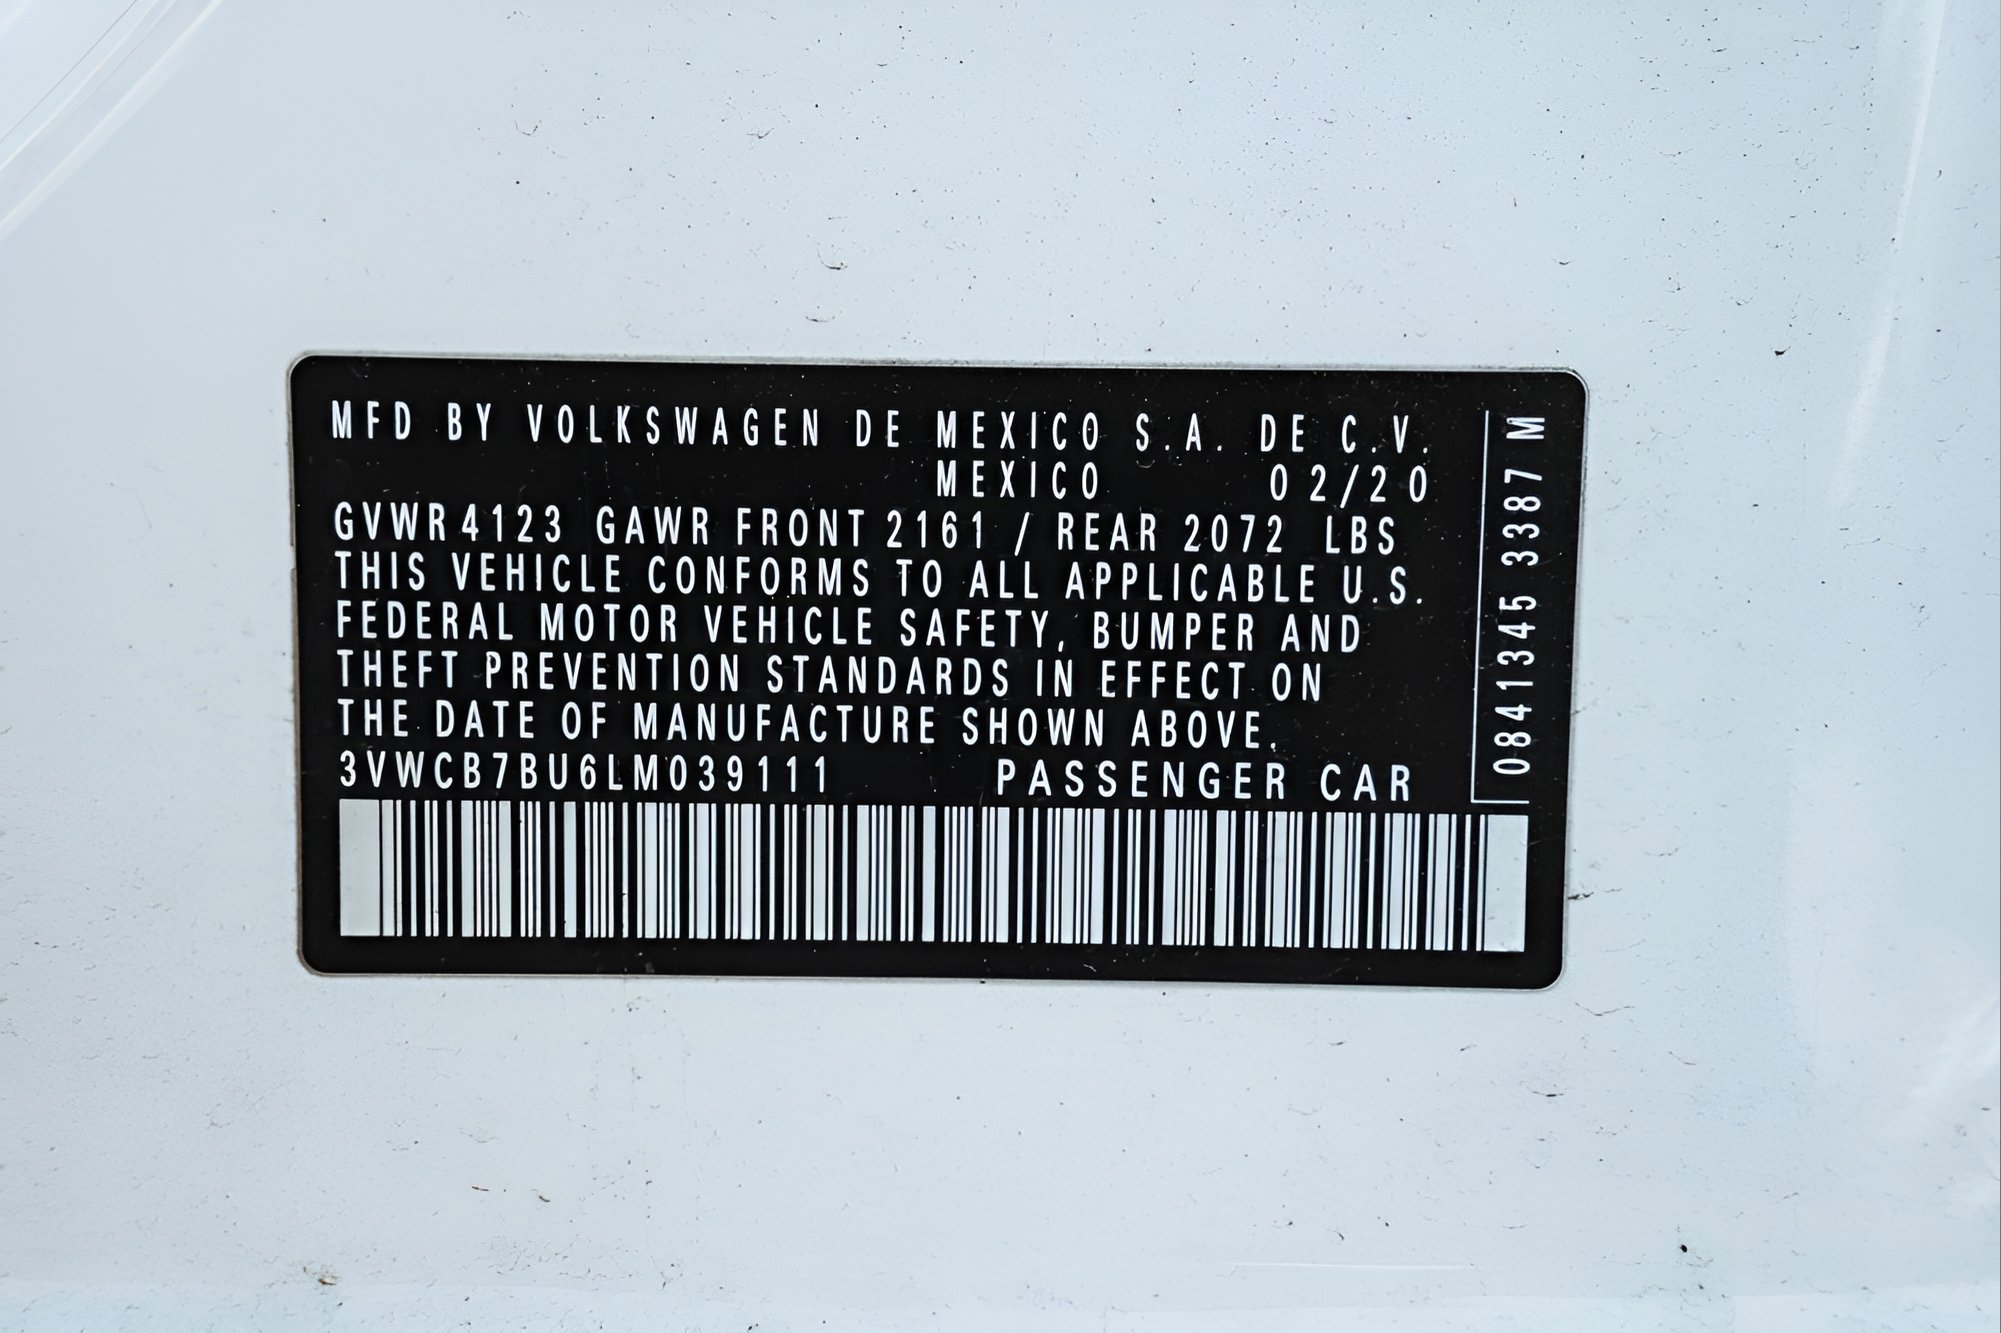 MFD BY VOLKSWAGEN DE MEXICO S.A. DE C.V.
MEXICO 02/20
GVWR 4123 GAWR FRONT 2161 / REAR 2072 LBS
THIS VEHICLE CONFORMS TO ALL APPLICABLE U.S.
FEDERAL MOTOR VEHICLE SAFETY, BUMPER AND
THEFT PREVENTION STANDARDS IN EFFECT ON
THE DATE OF MANUFACTURE SHOWN ABOVE.
3VWCB7BU6LM039111 PASSENGER CAR
0841345 3387 M